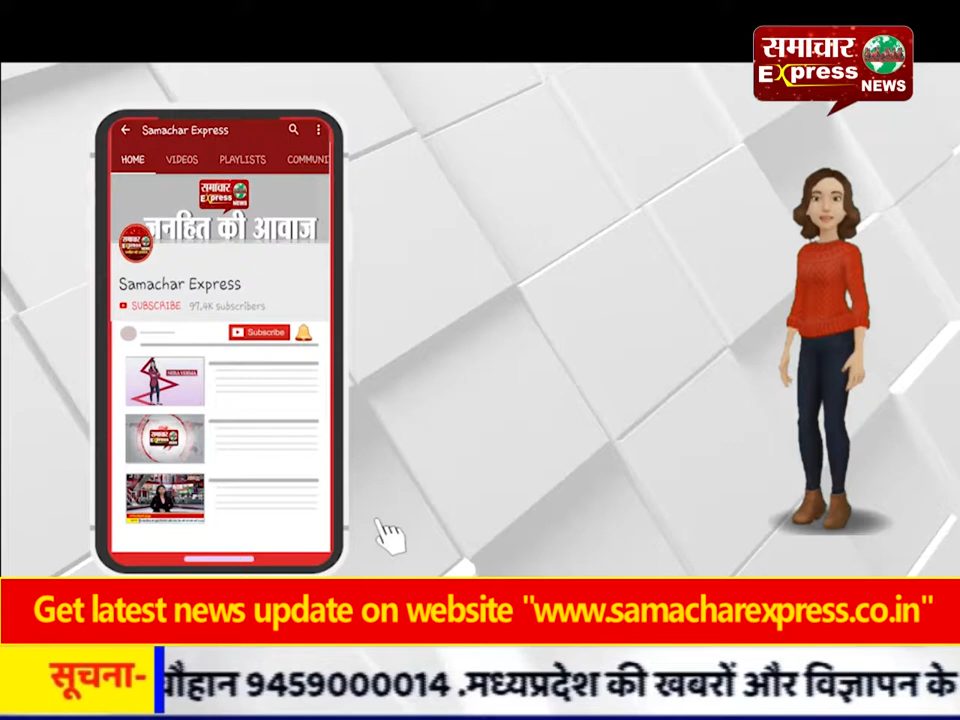 समाचार
Express
NEWS
Samachar Express
HOME VIDEOS PLAYLISTS COMMUNI
समाचार
Express
NEWS
जनहित की आवाज
Samachar Express
SUBSCRIBE 97.4K subscribers
Subscribe
समाचार
Get latest news update on website "www.samacharexpress.co.in"
सूचना- चौहान 9459000014 .मध्यप्रदेश की खबरों और विज्ञापन के